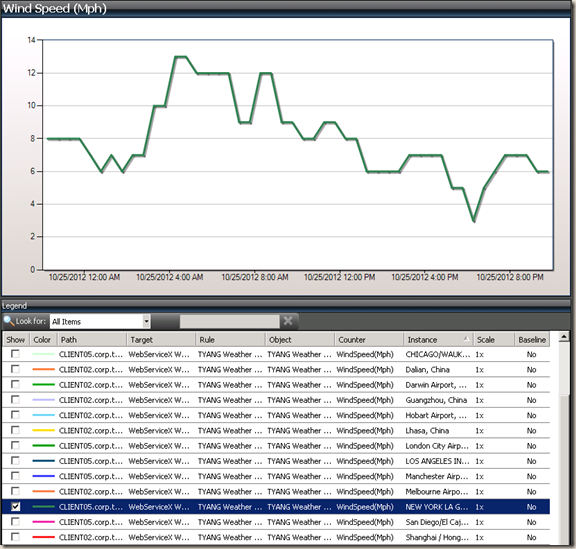 Wind Speed (Mph)
14
12
10
8
6
4
2
0
10/25/2012 12:00 AM 10/25/2012 4:00 AM 10/25/2012 8:00 AM 10/25/2012 12:00 PM 10/25/2012 4:00 PM 10/25/2012 8:00 PM
Legend
Look for: All Items
Show Color Path Target Rule Object Counter Instance Scale Baseline
CLIENT05.corp.t... WebServiceX W... TYANG Weather ... TYANG Weather ... WindSpeed(Mph) CHICAGO/WAUK... 1x No
CLIENT02.corp.t... WebServiceX W... TYANG Weather ... TYANG Weather ... WindSpeed(Mph) Dalian, China 1x No
CLIENT02.corp.t... WebServiceX W... TYANG Weather ... TYANG Weather ... WindSpeed(Mph) Darwin Airport, ... 1x No
CLIENT02.corp.t... WebServiceX W... TYANG Weather ... TYANG Weather ... WindSpeed(Mph) Guangzhou, China 1x No
CLIENT02.corp.t... WebServiceX W... TYANG Weather ... TYANG Weather ... WindSpeed(Mph) Hobart Airport, ... 1x No
CLIENT02.corp.t... WebServiceX W... TYANG Weather ... TYANG Weather ... WindSpeed(Mph) Lhasa, China 1x No
CLIENT05.corp.t... WebServiceX W... TYANG Weather ... TYANG Weather ... WindSpeed(Mph) London City Airp... 1x No
CLIENT05.corp.t... WebServiceX W... TYANG Weather ... TYANG Weather ... WindSpeed(Mph) LOS ANGELES IN... 1x No
CLIENT05.corp.t... WebServiceX W... TYANG Weather ... TYANG Weather ... WindSpeed(Mph) Manchester Airp... 1x No
CLIENT02.corp.t... WebServiceX W... TYANG Weather ... TYANG Weather ... WindSpeed(Mph) Melbourne Airpo... 1x No
CLIENT05.corp.t... WebServiceX W... TYANG Weather ... TYANG Weather ... WindSpeed(Mph) NEW YORK LA G... 1x No
CLIENT05.corp.t... WebServiceX W... TYANG Weather ... TYANG Weather ... WindSpeed(Mph) San Diego/El Caj... 1x No
CLIENT02.corp.t... WebServiceX W... TYANG Weather ... TYANG Weather ... WindSpeed(Mph) Shanghai / Hong... 1x No